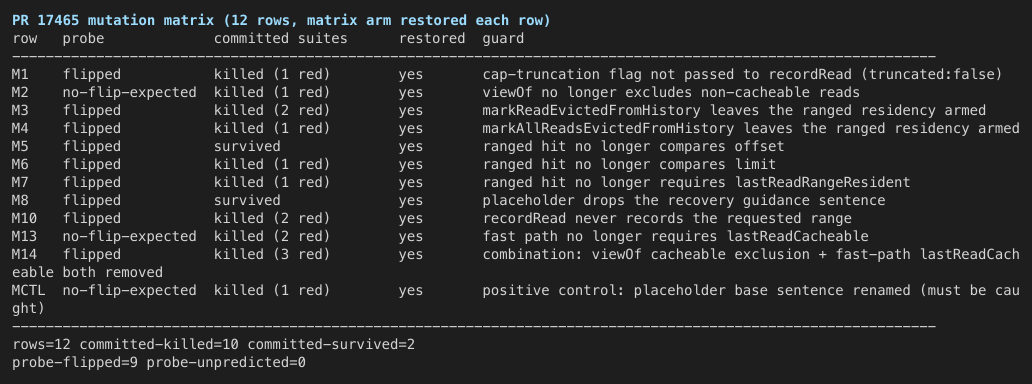 PR 17465 mutation matrix (12 rows, matrix arm restored each row)
row   probe             committed suites      restored  guard
──────────────────────────────────────────────────────────────────────────────────────────────────────────────
M1    flipped           killed (1 red)        yes       cap-truncation flag not passed to recordRead (truncated:false)
M2    no-flip-expected  killed (1 red)        yes       viewOf no longer excludes non-cacheable reads
M3    flipped           killed (2 red)        yes       markReadEvictedFromHistory leaves the ranged residency armed
M4    flipped           killed (1 red)        yes       markAllReadsEvictedFromHistory leaves the ranged residency armed
M5    flipped           survived              yes       ranged hit no longer compares offset
M6    flipped           killed (1 red)        yes       ranged hit no longer compares limit
M7    flipped           killed (1 red)        yes       ranged hit no longer requires lastReadRangeResident
M8    flipped           survived              yes       placeholder drops the recovery guidance sentence
M10   flipped           killed (2 red)        yes       recordRead never records the requested range
M13   no-flip-expected  killed (2 red)        yes       fast path no longer requires lastReadCacheable
M14   flipped           killed (3 red)        yes       combination: viewOf cacheable exclusion + fast-path lastReadCach
eable both removed
MCTL  no-flip-expected  killed (1 red)        yes       positive control: placeholder base sentence renamed (must be cau
ght)
──────────────────────────────────────────────────────────────────────────────────────────────────────────────
rows=12 committed-killed=10 committed-survived=2
probe-flipped=9 probe-unpredicted=0